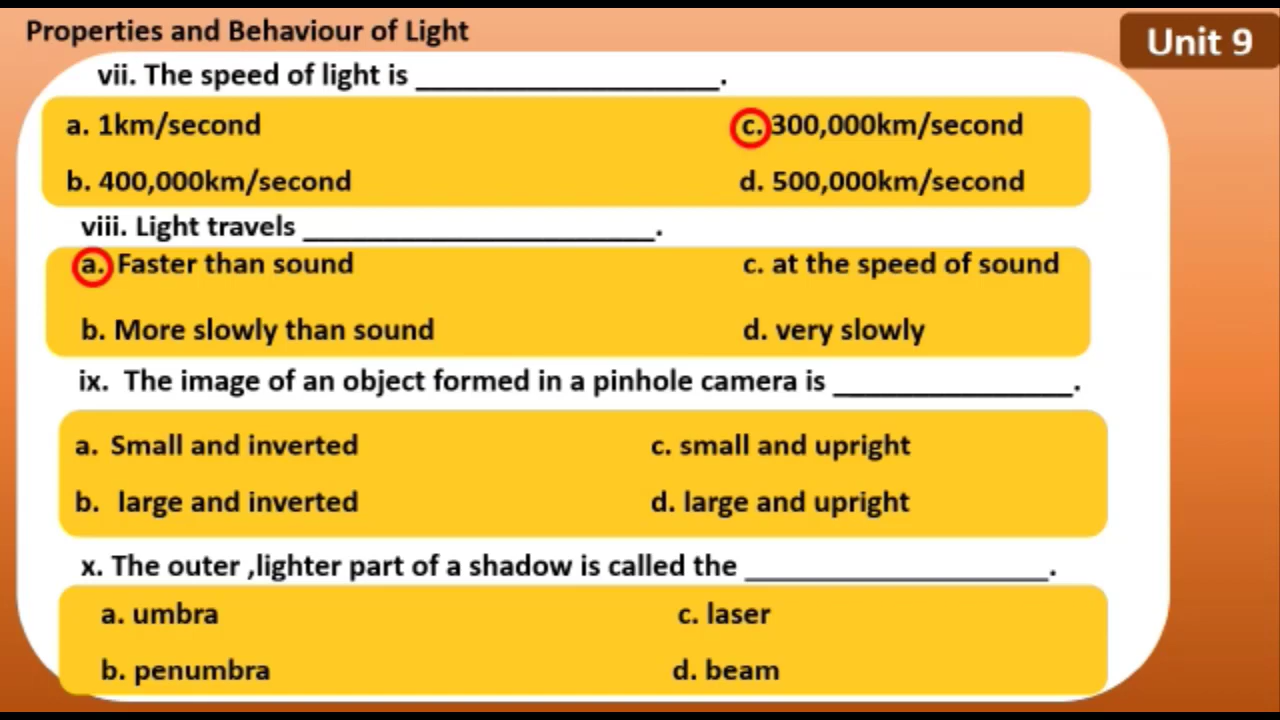 Properties and Behaviour of Light
Unit 9
vii. The speed of light is ___________________.
a. 1km/second
c. 300,000km/second
b. 400,000km/second
d. 500,000km/second
viii. Light travels ______________________.
a. Faster than sound
c. at the speed of sound
b. More slowly than sound
d. very slowly
ix. The image of an object formed in a pinhole camera is _______________.
a. Small and inverted
c. small and upright
b. large and inverted
d. large and upright
x. The outer ,lighter part of a shadow is called the ___________________.
a. umbra
c. laser
b. penumbra
d. beam